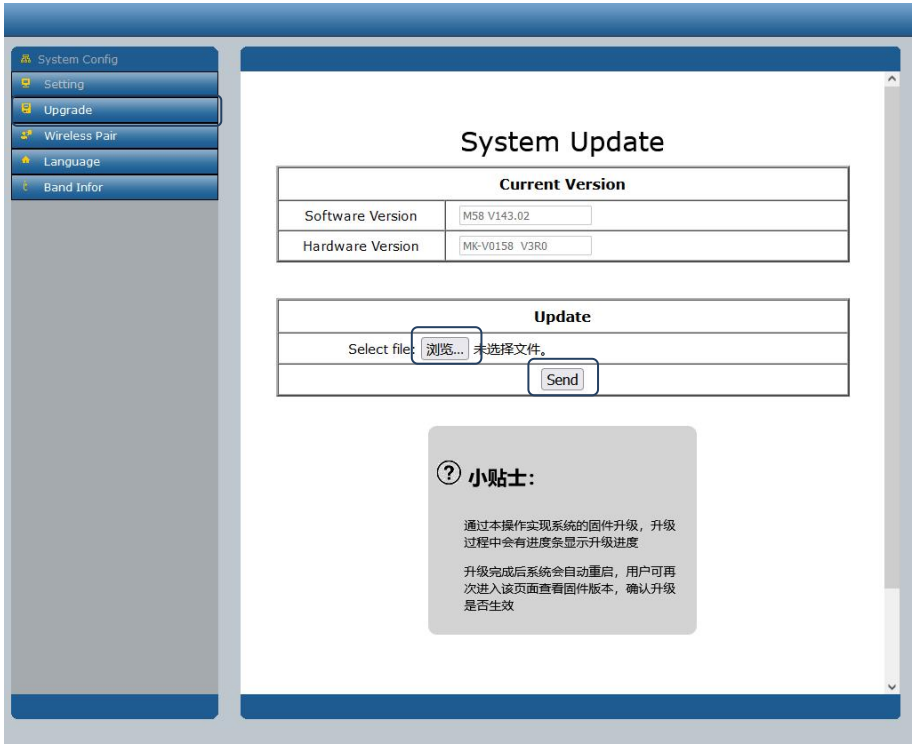 System Config
Setting
Upgrade
Wireless Pair
Language
Band Infor
System Update
Current Version
Software Version M58 V143.02
Hardware Version MK-V0158 V3R0
Update
Select file: 浏览... 未选择文件。
Send
? 小贴士：
通过本操作实现系统的固件升级，升级
过程中会有进度条显示升级进度
升级完成后系统会自动重启，用户可再
次进入该页面查看固件版本，确认升级
是否生效